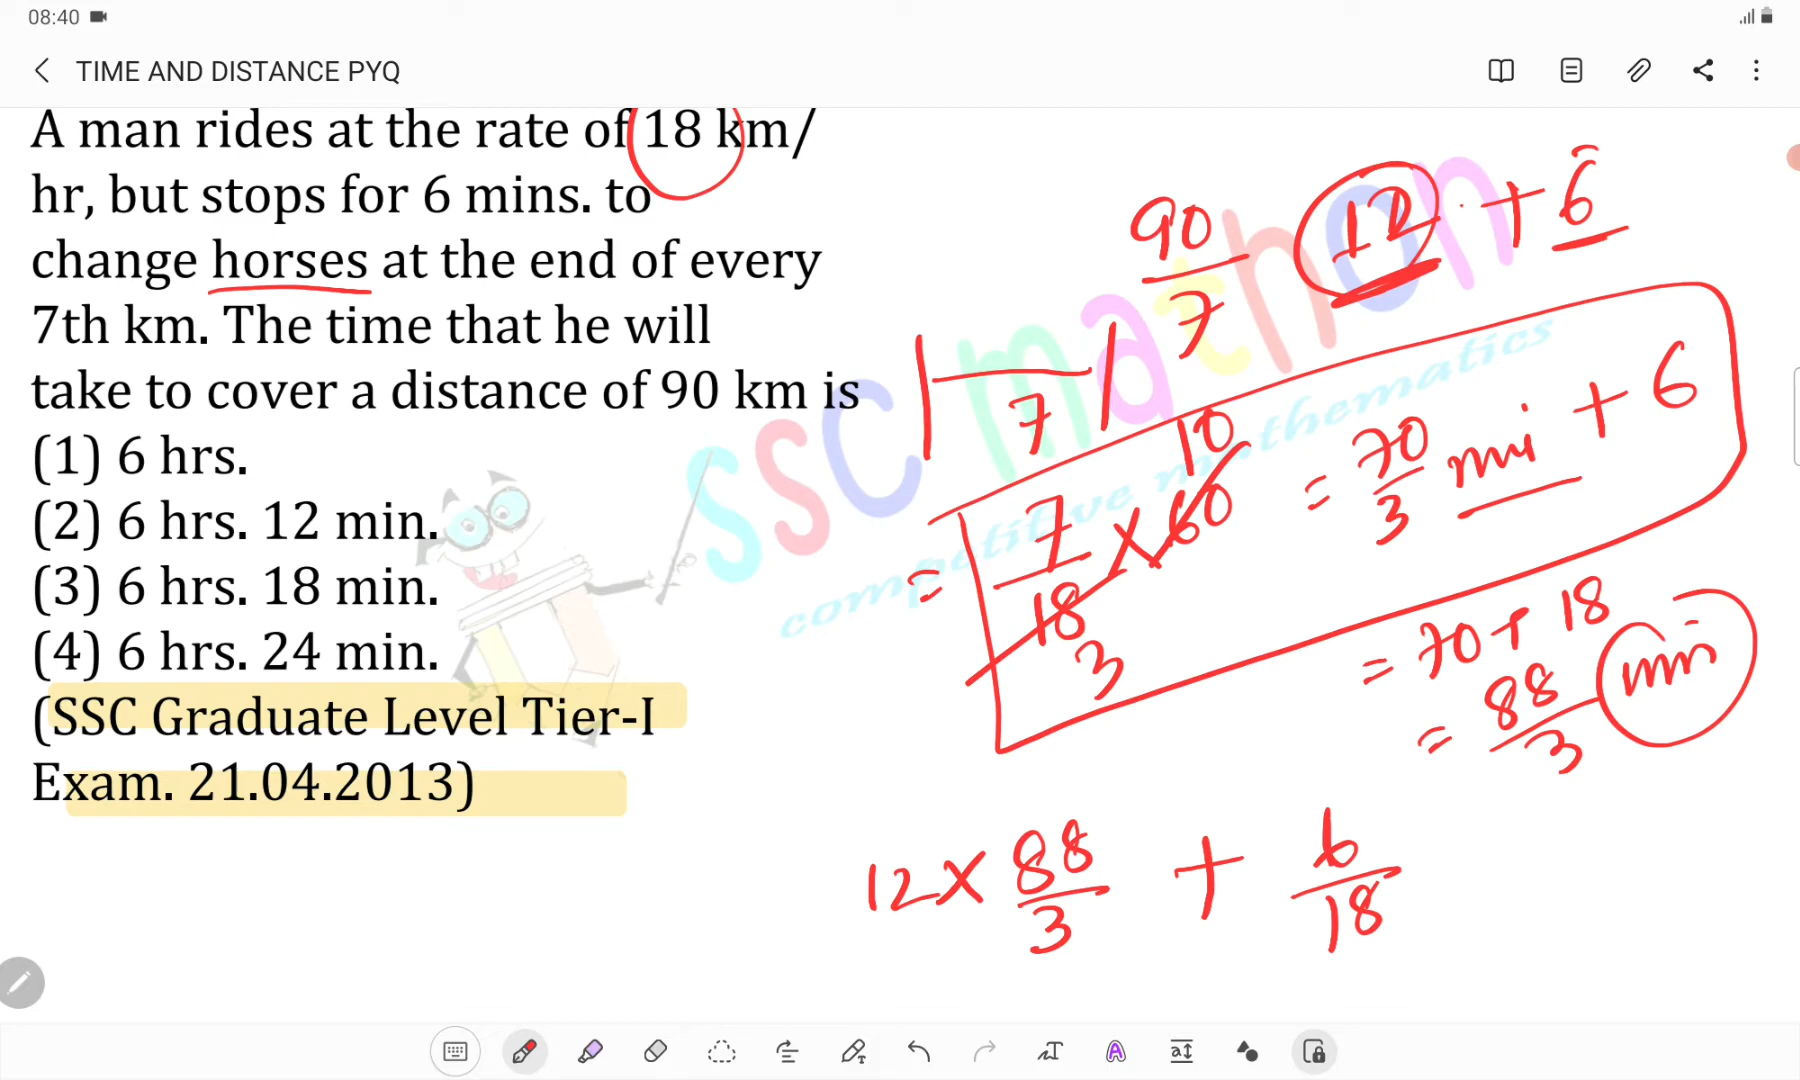 08:40
TIME AND DISTANCE PYQ
A man rides at the rate of 18 km/
hr, but stops for 6 mins. to
change horses at the end of every
7th km. The time that he will
take to cover a distance of 90 km is
(1) 6 hrs.
(2) 6 hrs. 12 min.
(3) 6 hrs. 18 min.
(4) 6 hrs. 24 min.
(SSC Graduate Level Tier-I
Exam. 21.04.2013)
SSC mathon
competitive mathematics
90/7 12 + 6
7
10
= 7/18 × 60 = 70/3 min + 6
3
= 70 + 18
= 88/3 min
12 × 88/3 + 6/18